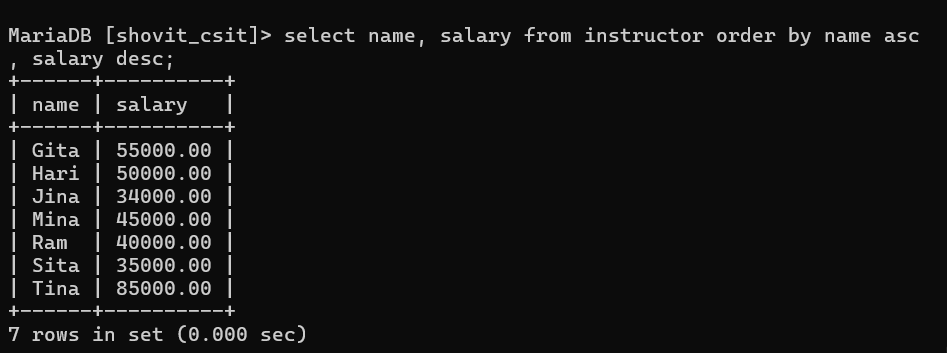 MariaDB [shovit_csit]> select name, salary from instructor order by name asc
, salary desc;
+------+----------+
| name | salary   |
+------+----------+
| Gita | 55000.00 |
| Hari | 50000.00 |
| Jina | 34000.00 |
| Mina | 45000.00 |
| Ram  | 40000.00 |
| Sita | 35000.00 |
| Tina | 85000.00 |
+------+----------+
7 rows in set (0.000 sec)